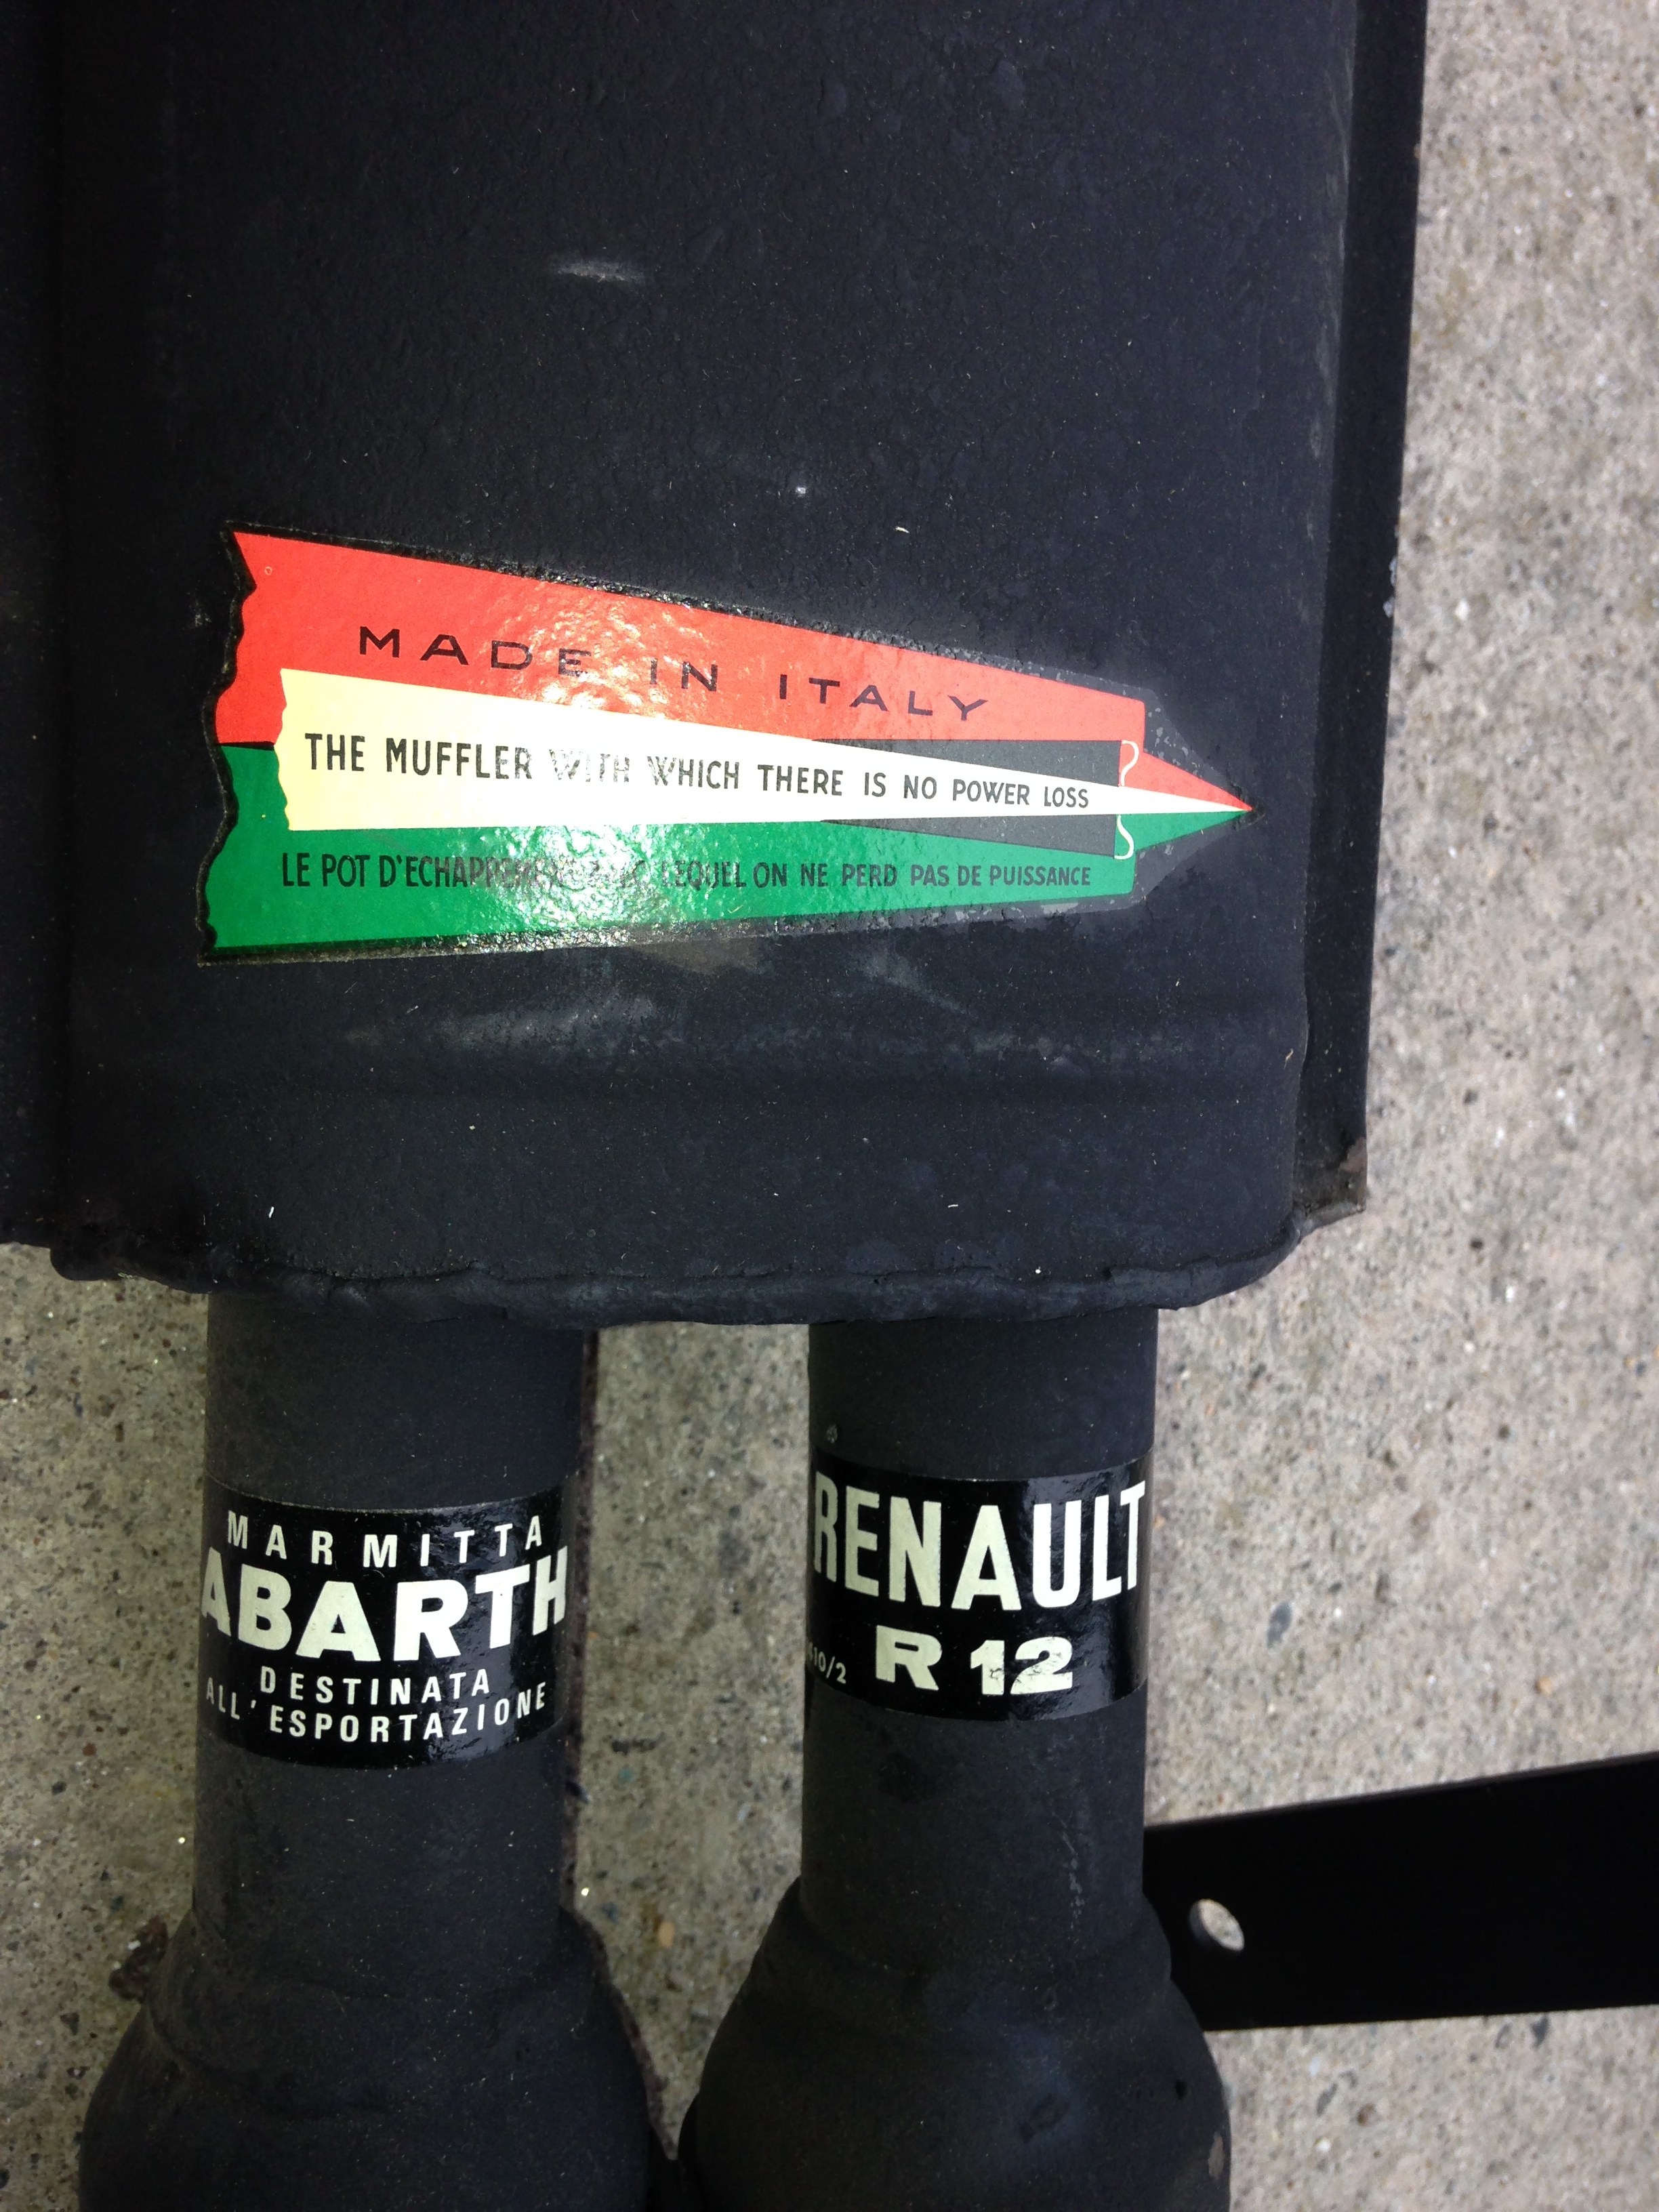 MADE IN ITALY
THE MUFFLER WITH WHICH THERE IS NO POWER LOSS
LE POT D'ECHAPPEMENT LEQUEL ON NE PERD PAS DE PUISSANCE
MARMITTA
ABARTH
DESTINATA
ALL'ESPORTAZIONE
RENAULT
R 12